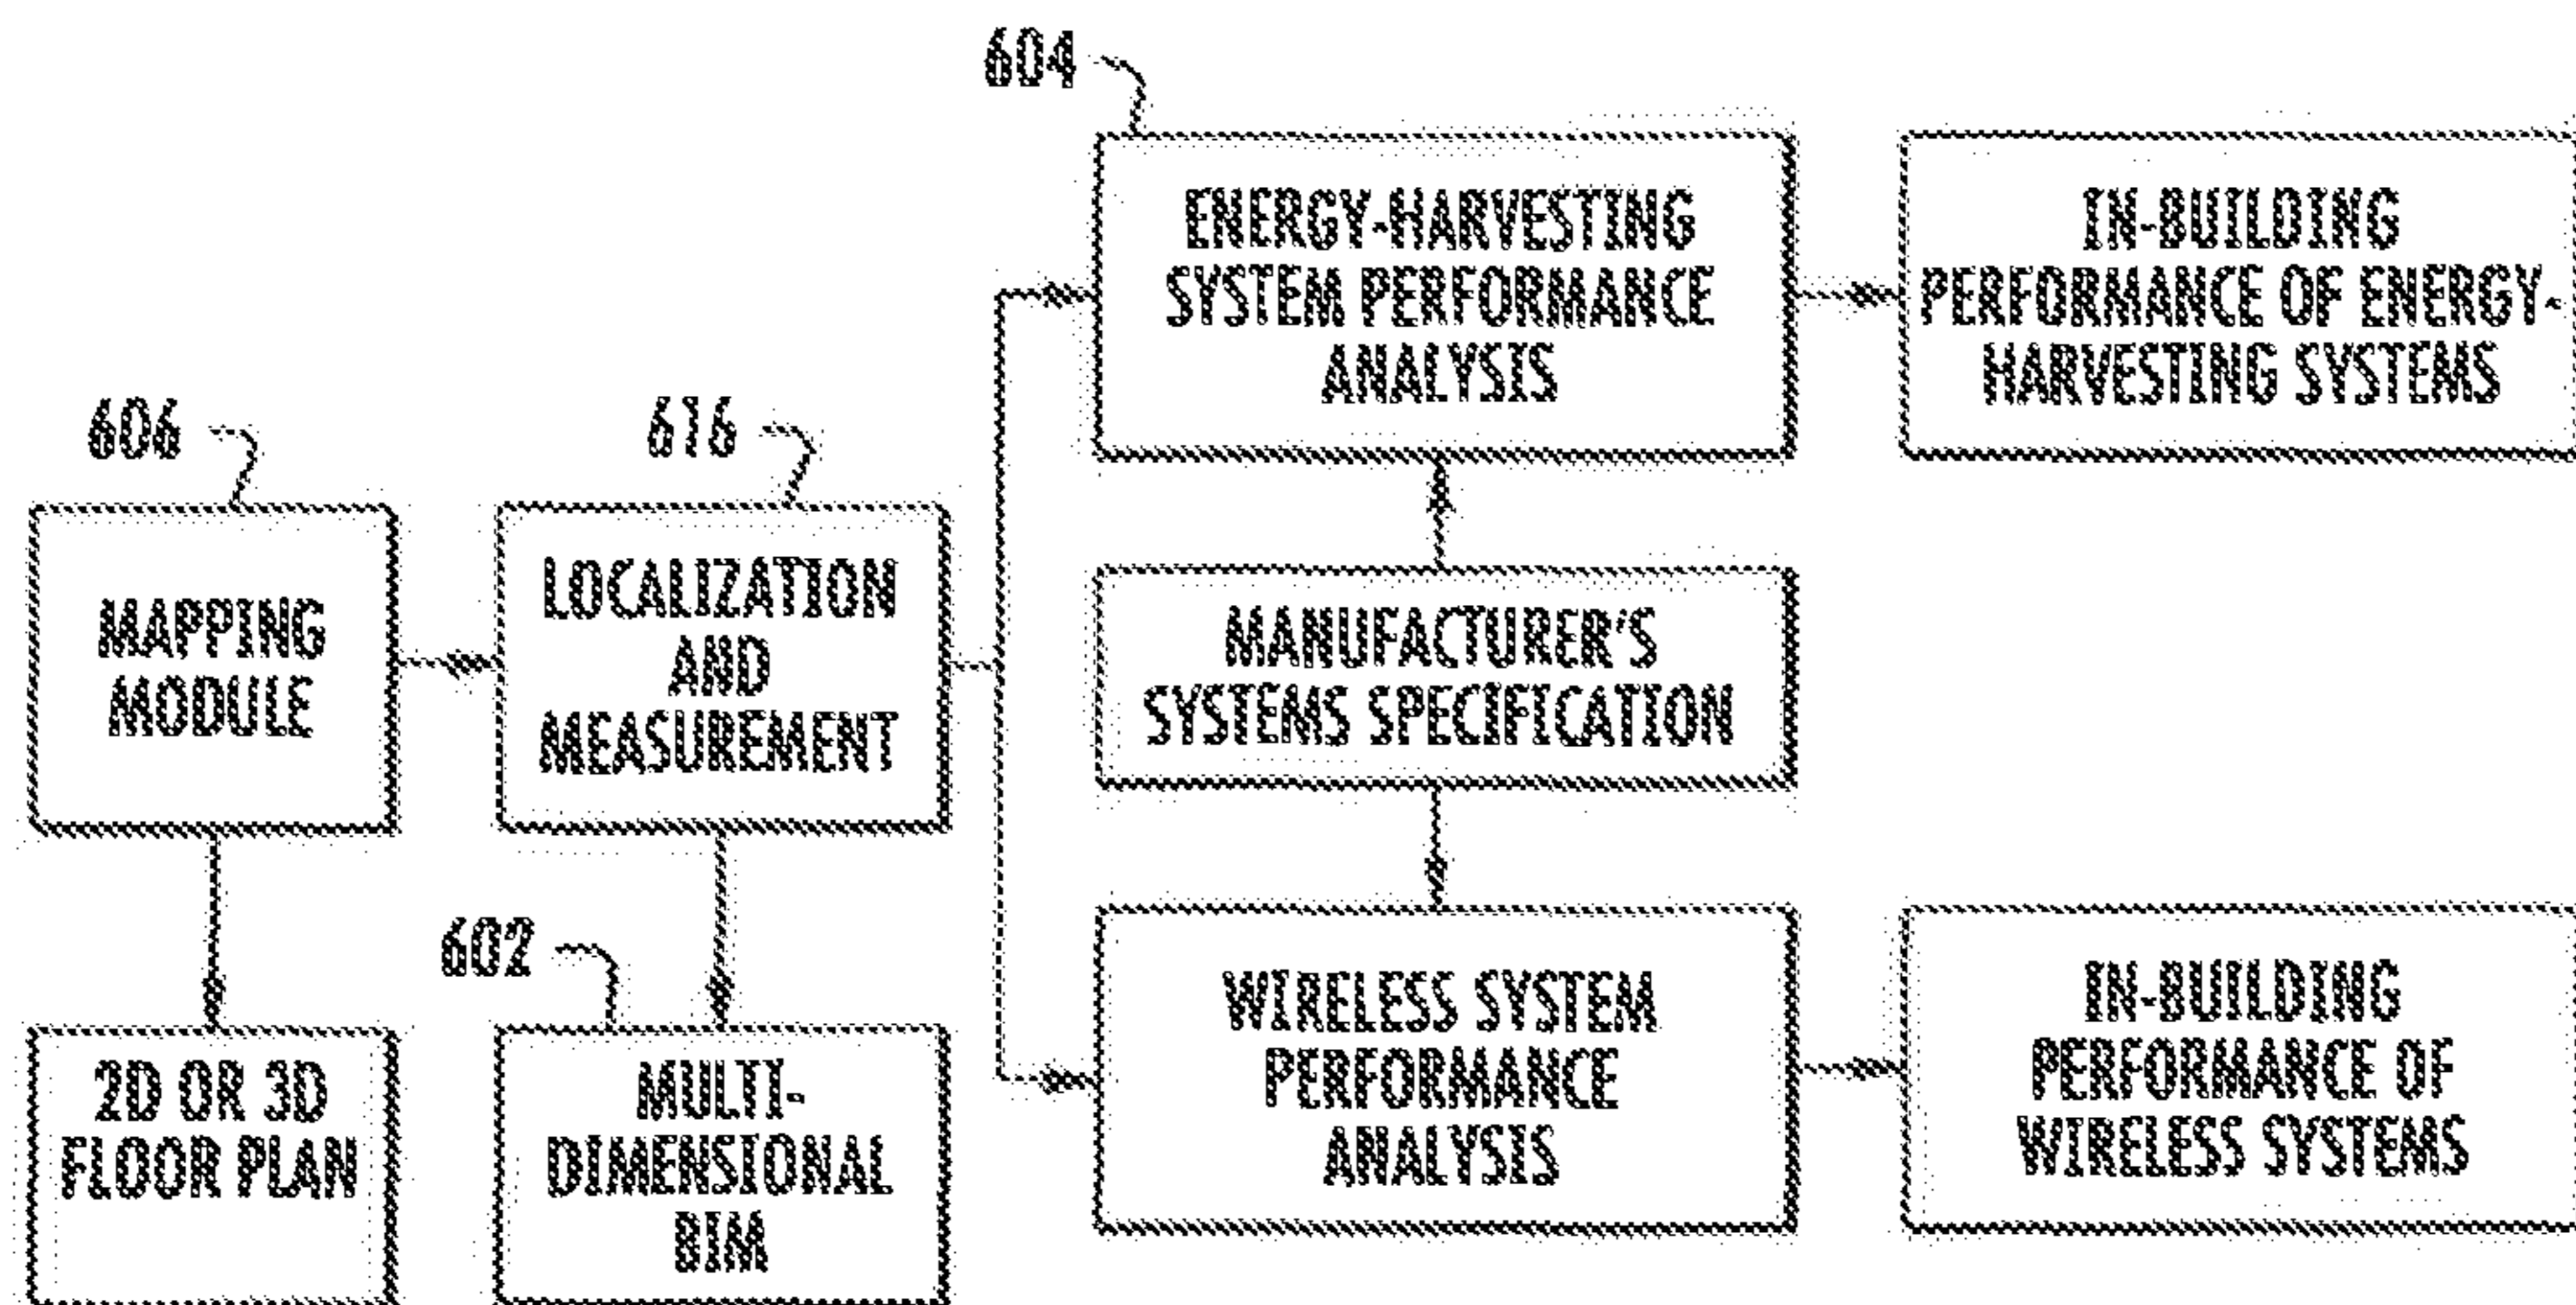 604
ENERGY-HARVESTING
SYSTEM PERFORMANCE
ANALYSIS
IN-BUILDING
PERFORMANCE OF ENERGY-
HARVESTING SYSTEMS
606
MAPPING
MODULE
616
LOCALIZATION
AND
MEASUREMENT
MANUFACTURER'S
SYSTEMS SPECIFICATION
2D OR 3D
FLOOR PLAN
602
MULTI-
DIMENSIONAL
BIM
WIRELESS SYSTEM
PERFORMANCE
ANALYSIS
IN-BUILDING
PERFORMANCE OF
WIRELESS SYSTEMS